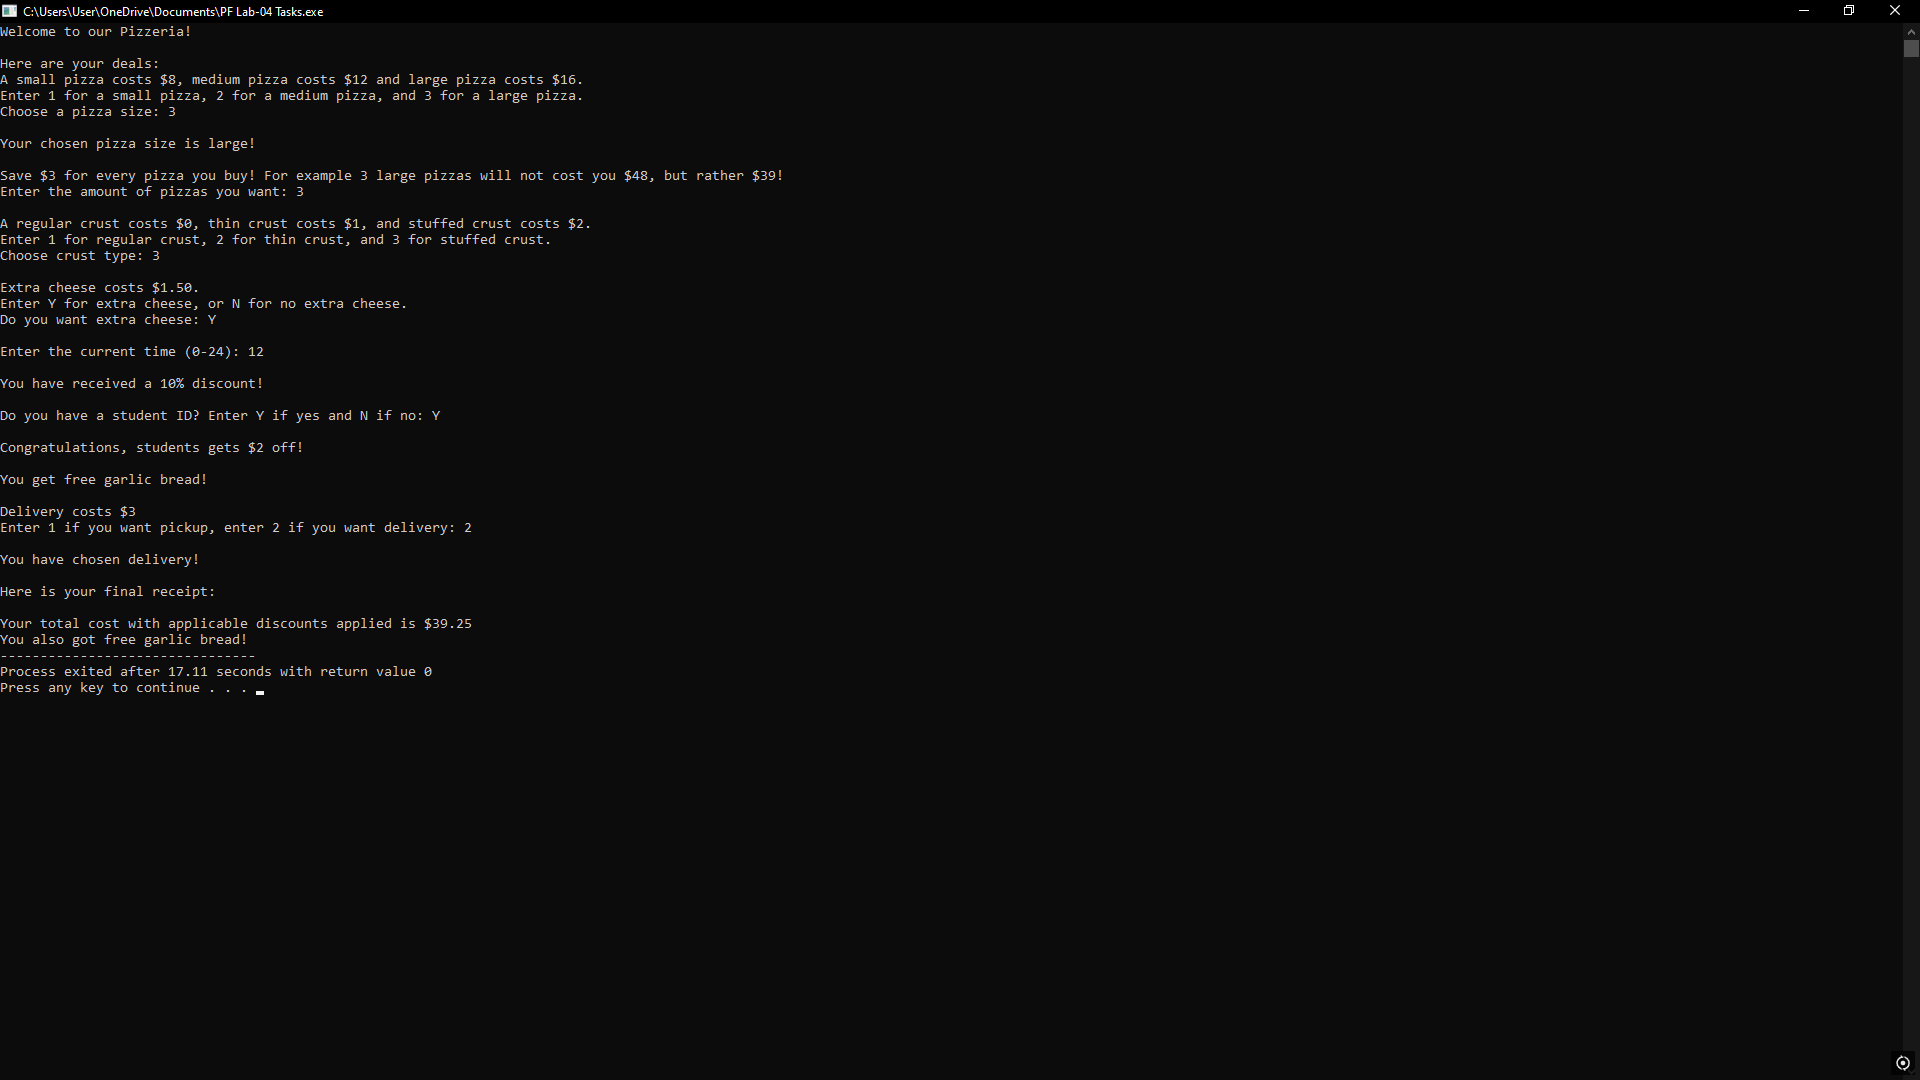 C:\Users\User\OneDrive\Documents\PF Lab-04 Tasks.exe
Welcome to our Pizzeria!
Here are your deals:
A small pizza costs $8, medium pizza costs $12 and large pizza costs $16.
Enter 1 for a small pizza, 2 for a medium pizza, and 3 for a large pizza.
Choose a pizza size: 3
Your chosen pizza size is large!
Save $3 for every pizza you buy! For example 3 large pizzas will not cost you $48, but rather $39!
Enter the amount of pizzas you want: 3
A regular crust costs $0, thin crust costs $1, and stuffed crust costs $2.
Enter 1 for regular crust, 2 for thin crust, and 3 for stuffed crust.
Choose crust type: 3
Extra cheese costs $1.50.
Enter Y for extra cheese, or N for no extra cheese.
Do you want extra cheese: Y
Enter the current time (0-24): 12
You have received a 10% discount!
Do you have a student ID? Enter Y if yes and N if no: Y
Congratulations, students gets $2 off!
You get free garlic bread!
Delivery costs $3
Enter 1 if you want pickup, enter 2 if you want delivery: 2
You have chosen delivery!
Here is your final receipt:
Your total cost with applicable discounts applied is $39.25
You also got free garlic bread!
--------------------------------
Process exited after 17.11 seconds with return value 0
Press any key to continue . . .